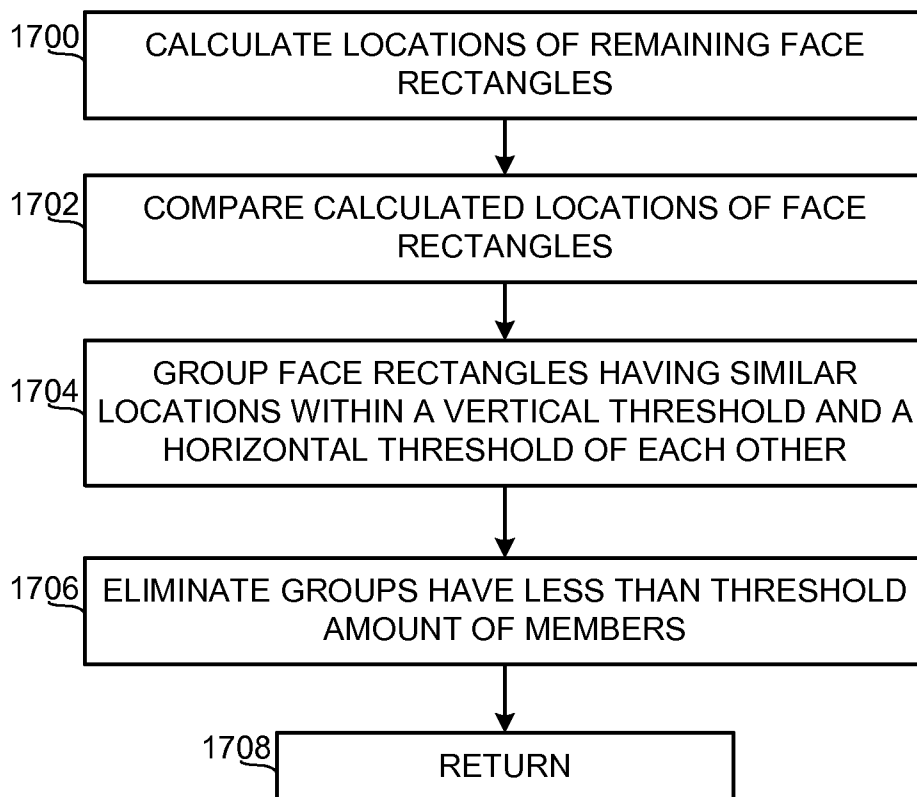 1700
CALCULATE LOCATIONS OF REMAINING FACE
RECTANGLES
1702
COMPARE CALCULATED LOCATIONS OF FACE
RECTANGLES
1704
GROUP FACE RECTANGLES HAVING SIMILAR
LOCATIONS WITHIN A VERTICAL THRESHOLD AND A
HORIZONTAL THRESHOLD OF EACH OTHER
1706
ELIMINATE GROUPS HAVE LESS THAN THRESHOLD
AMOUNT OF MEMBERS
1708
RETURN